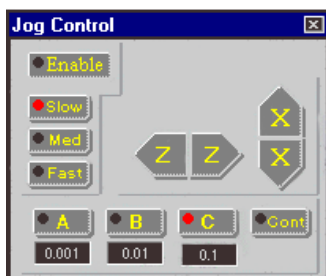 Jog Control
Enable
Slow
Med
Fast
X
Z Z
X
A B C Cont
0.001 0.01 0.1